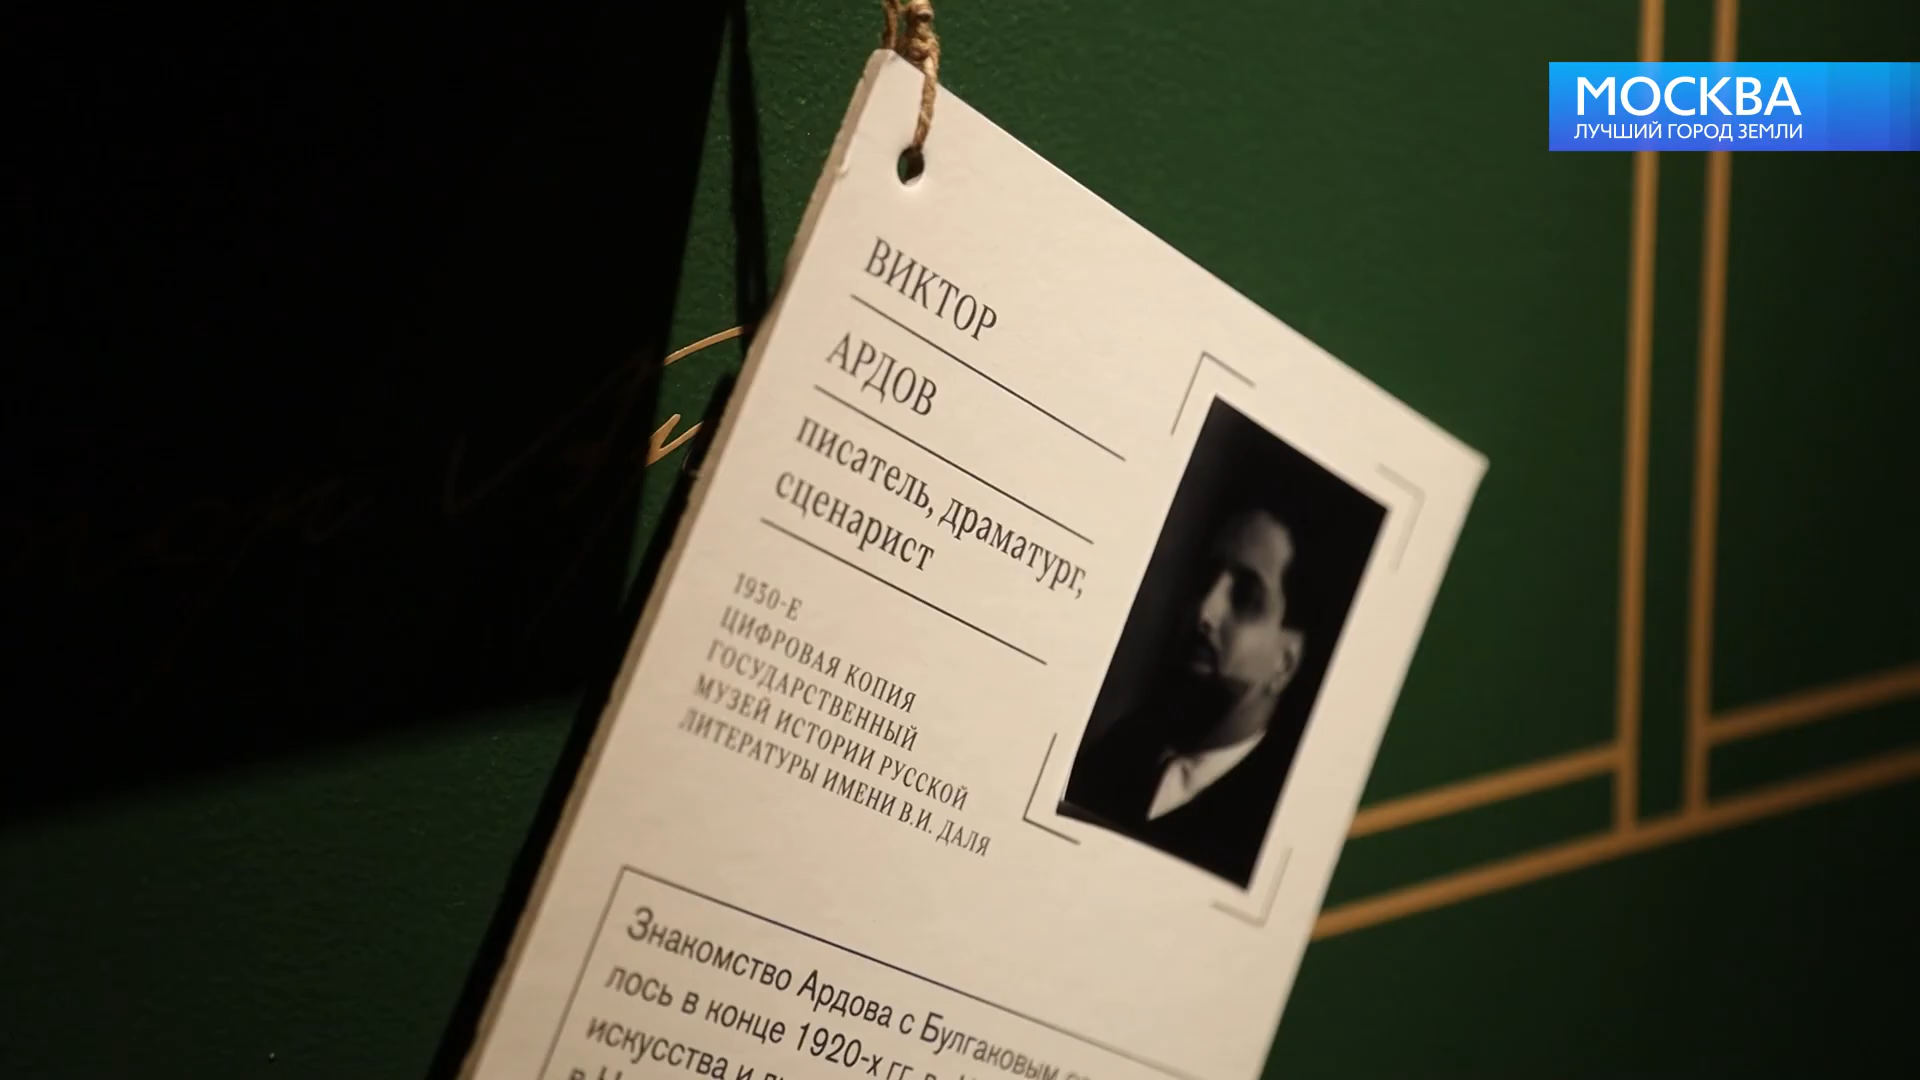 МОСКВА
ЛУЧШИЙ ГОРОД ЗЕМЛИ
ВИКТОР
АРДОВ
писатель, драматург,
сценарист
1930-Е
ЦИФРОВАЯ КОПИЯ
ГОСУДАРСТВЕННЫЙ
МУЗЕЙ ИСТОРИИ РУССКОЙ
ЛИТЕРАТУРЫ ИМЕНИ В.И. ДАЛЯ
Знакомство Ардова с Булгаковым
лось в конце 1920-х гг.
искусства и